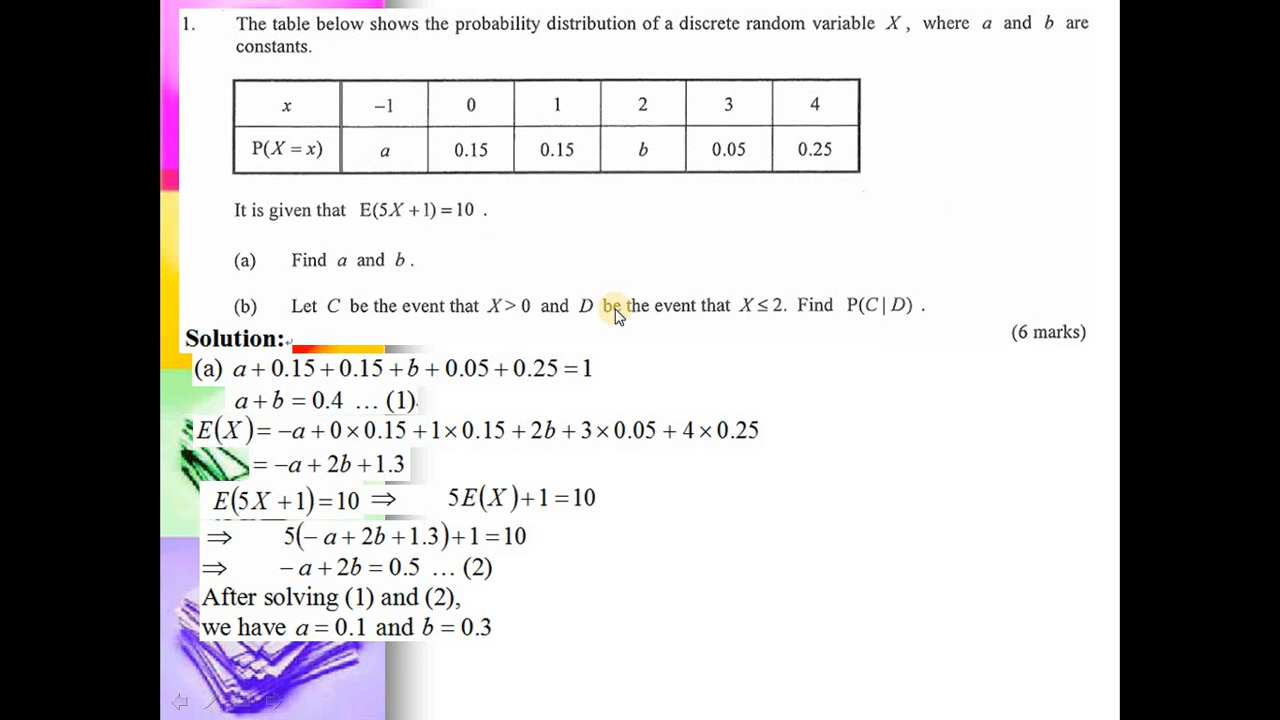 1. The table below shows the probability distribution of a discrete random variable X , where a and b are
constants.
x −1 0 1 2 3 4
P(X = x) a 0.15 0.15 b 0.05 0.25
It is given that E(5X + 1) = 10 .
(a) Find a and b .
(b) Let C be the event that X > 0 and D be the event that X ≤ 2. Find P(C | D) .
(6 marks)
Solution:
(a) a + 0.15 + 0.15 + b + 0.05 + 0.25 = 1
a + b = 0.4 … (1)
E(X) = −a + 0 × 0.15 + 1 × 0.15 + 2b + 3 × 0.05 + 4 × 0.25
= −a + 2b + 1.3
E(5X + 1) = 10 ⇒ 5E(X) + 1 = 10
⇒ 5(− a + 2b + 1.3) + 1 = 10
⇒ − a + 2b = 0.5 … (2)
After solving (1) and (2),
we have a = 0.1 and b = 0.3